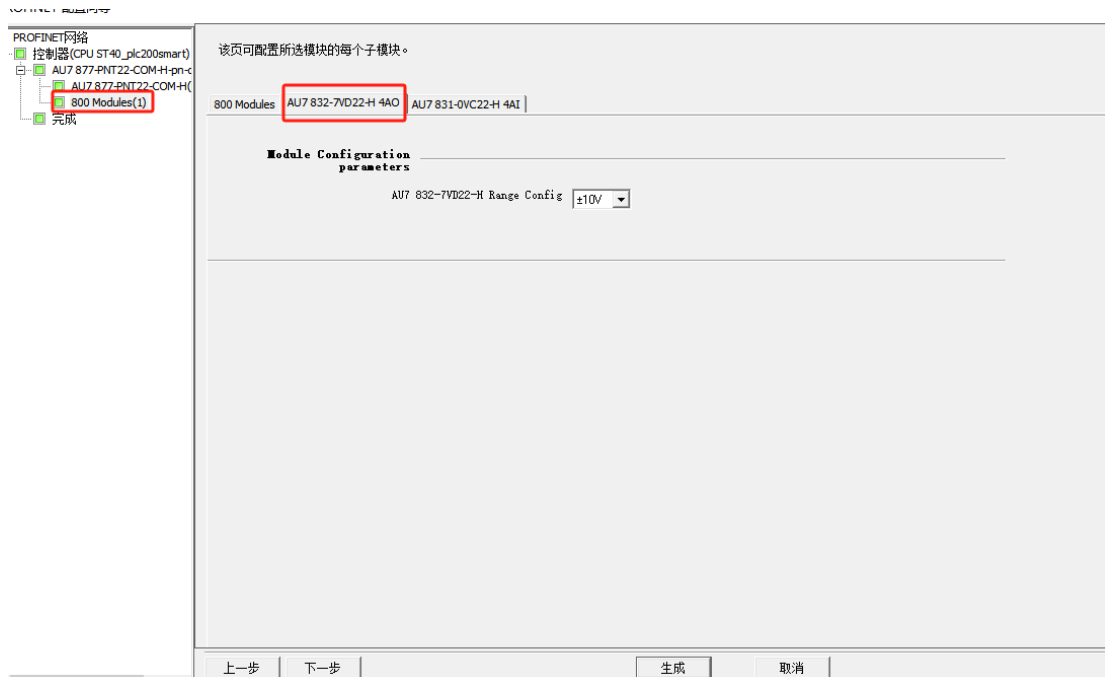 PROFINET网络
控制器(CPU ST40_plc200smart)
AU7 877-PNT22-COM-H-pn-c
AU7 877-PNT22-COM-H(
800 Modules(1)
完成
该页可配置所选模块的每个子模块。
800 Modules
AU7 832-7VD22-H 4AO
AU7 831-0VC22-H 4AI
Module Configuration
parameters
AU7 832-7VD22-H Range Config
±10V
上一步
下一步
生成
取消